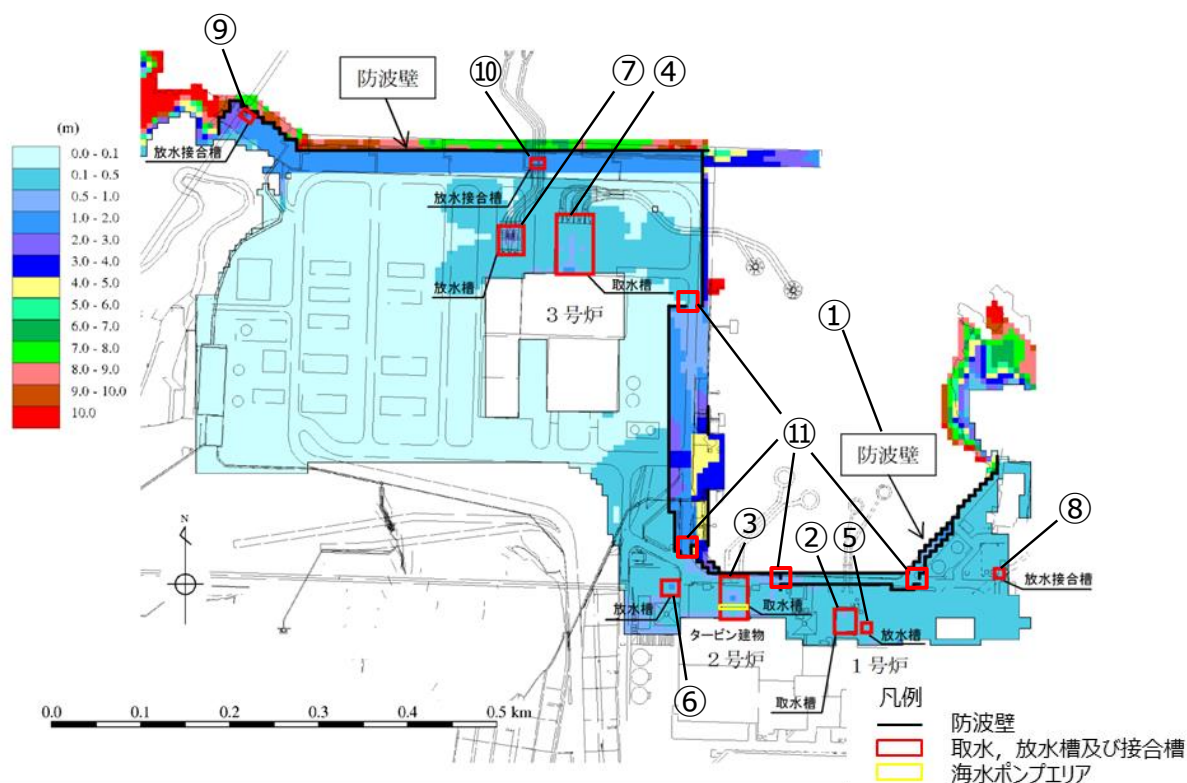 ⑨
⑩
⑦
④
防波壁
(m)
0.0 - 0.1
0.1 - 0.5
0.5 - 1.0
1.0 - 2.0
2.0 - 3.0
3.0 - 4.0
4.0 - 5.0
5.0 - 6.0
6.0 - 7.0
7.0 - 8.0
8.0 - 9.0
9.0 - 10.0
10.0
放水接合槽
放水接合槽
放水槽
取水槽
3号炉
①
⑪
防波壁
③
②
⑤
⑧
N
放水接合槽
放水槽
取水槽
放水槽
タービン建物
2号炉
1号炉
⑥
取水槽
0.0 0.1 0.2 0.3 0.4 0.5 km
凡例
防波壁
取水，放水槽及び接合槽
海水ポンプエリア